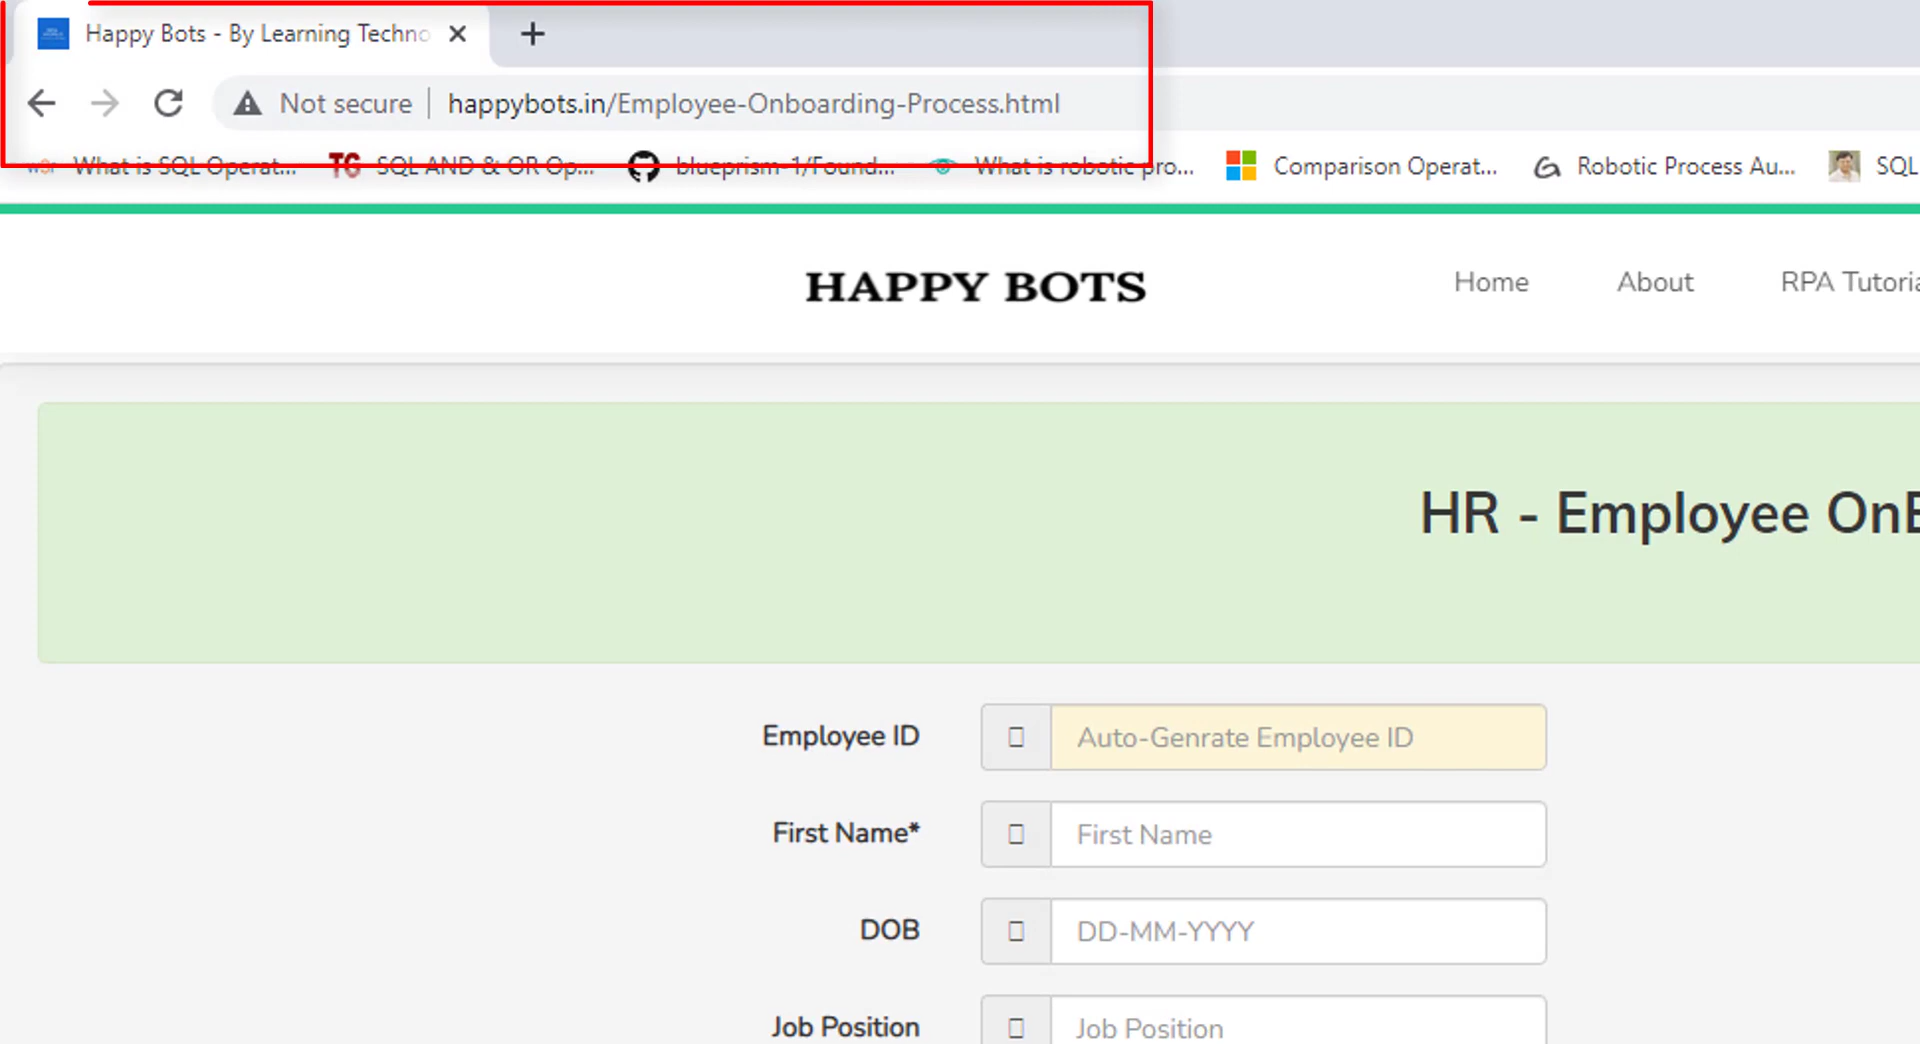 Happy Bots - By Learning Techno
Not secure | happybots.in/Employee-Onboarding-Process.html
What is SQL Operat... TG SQL AND & OR Op... blueprism-1/Found... What is robotic pro... Comparison Operat... Robotic Process Au... SQL
HAPPY BOTS
Home About RPA Tutoria
HR - Employee OnB
Employee ID Auto-Genrate Employee ID
First Name* First Name
DOB DD-MM-YYYY
Job Position Job Position